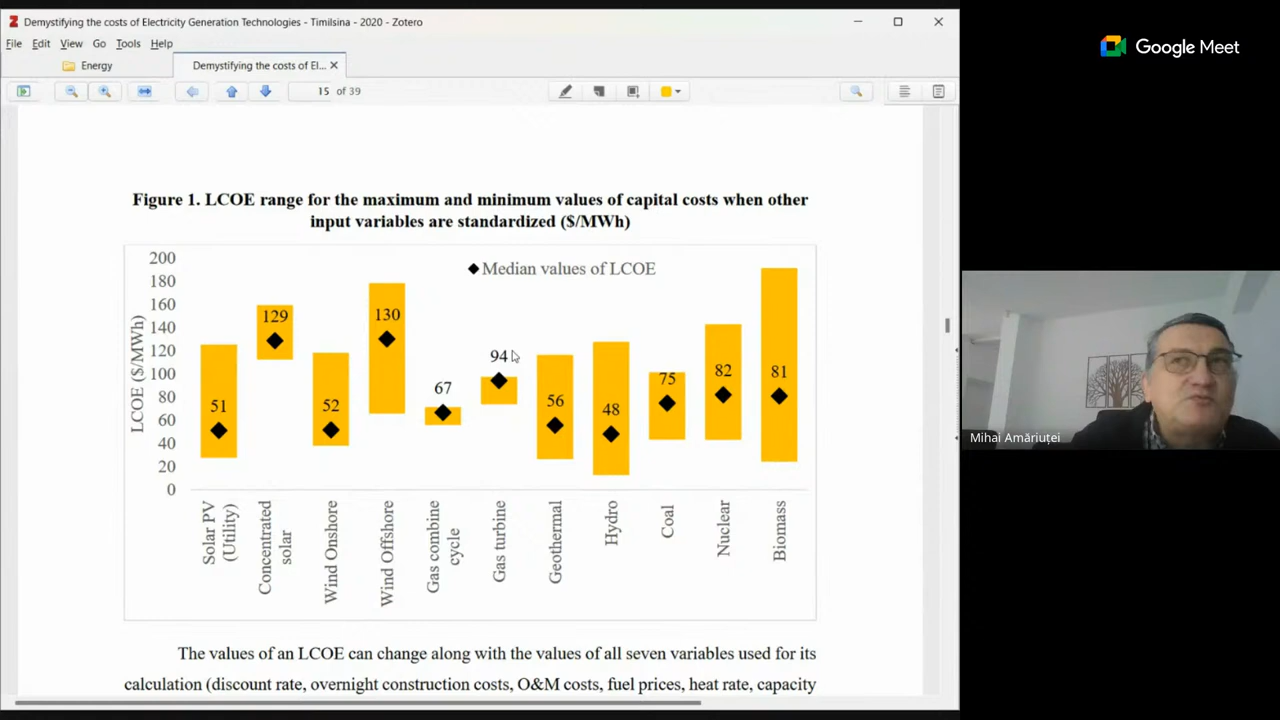 Demystifying the costs of Electricity Generation Technologies - Timilsina - 2020 - Zotero
File Edit View Go Tools Help
Energy
Demystifying the costs of El...
15 of 39
Google Meet
Figure 1. LCOE range for the maximum and minimum values of capital costs when other
input variables are standardized ($/MWh)
LCOE ($/MWh)
200
180
160
140
120
100
80
60
40
20
0
Median values of LCOE
51
129
52
130
67
94
56
48
75
82
81
Solar PV
(Utility)
Concentrated
solar
Wind Onshore
Wind Offshore
Gas combine
cycle
Gas turbine
Geothermal
Hydro
Coal
Nuclear
Biomass
The values of an LCOE can change along with the values of all seven variables used for its
calculation (discount rate, overnight construction costs, O&M costs, fuel prices, heat rate, capacity
Mihai Amăriuței